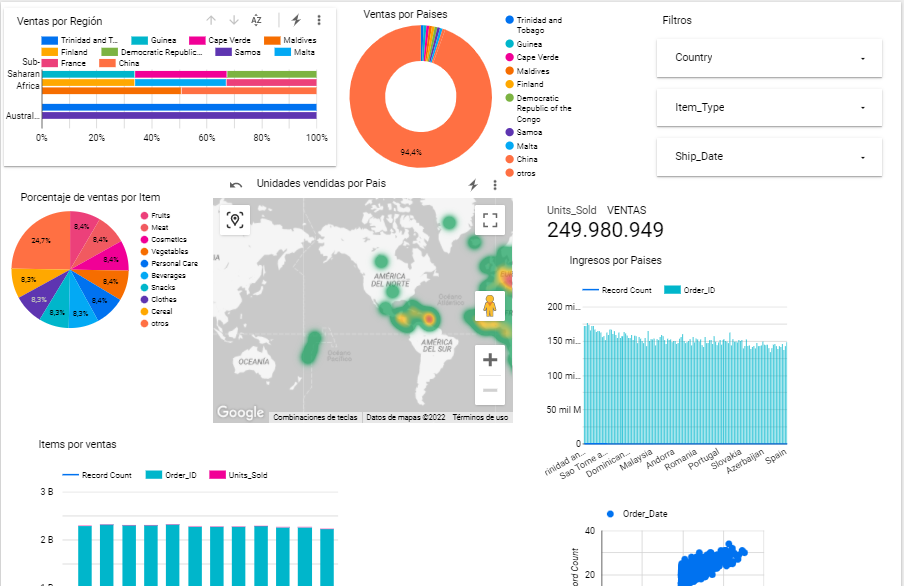 Ventas por Región
Trinidad and T...
Guinea
Cape Verde
Maldives
Finland
Democratic Republic...
Samoa
Malta
France
China
Sub-
Saharan
Africa
Austral...
0%
20%
40%
60%
80%
100%
Ventas por Paises
94,4%
Trinidad and
Tobago
Guinea
Cape Verde
Maldives
Finland
Democratic
Republic of the
Congo
Samoa
Malta
China
otros
Filtros
Country
Item_Type
Ship_Date
Porcentaje de ventas por Item
8,4%
8,4%
8,4%
8,4%
8,4%
8,3%
8,3%
8,3%
8,3%
24,7%
Fruits
Meat
Cosmetics
Vegetables
Personal Care
Beverages
Snacks
Clothes
Cereal
otros
Unidades vendidas por Pais
AMÉRICA
DEL NORTE
Océano
Atlántico
AMÉRICA
DEL SUR
OCEANÍA
Océano
Pacífico
Google
Combinaciones de teclas
Datos de mapas ©2022
Términos de uso
Units_Sold VENTAS
249.980.949
Ingresos por Paises
Record Count
Order_ID
200 mi...
150 mi...
100 mi...
50 mil M
0
rinidad an...
Sao Tome a...
Dominican...
Malaysia
Andorra
Romania
Portugal
Slovakia
Azerbaijan
Spain
Items por ventas
Record Count
Order_ID
Units_Sold
3 B
2 B
Order_Date
40
20
ord Count